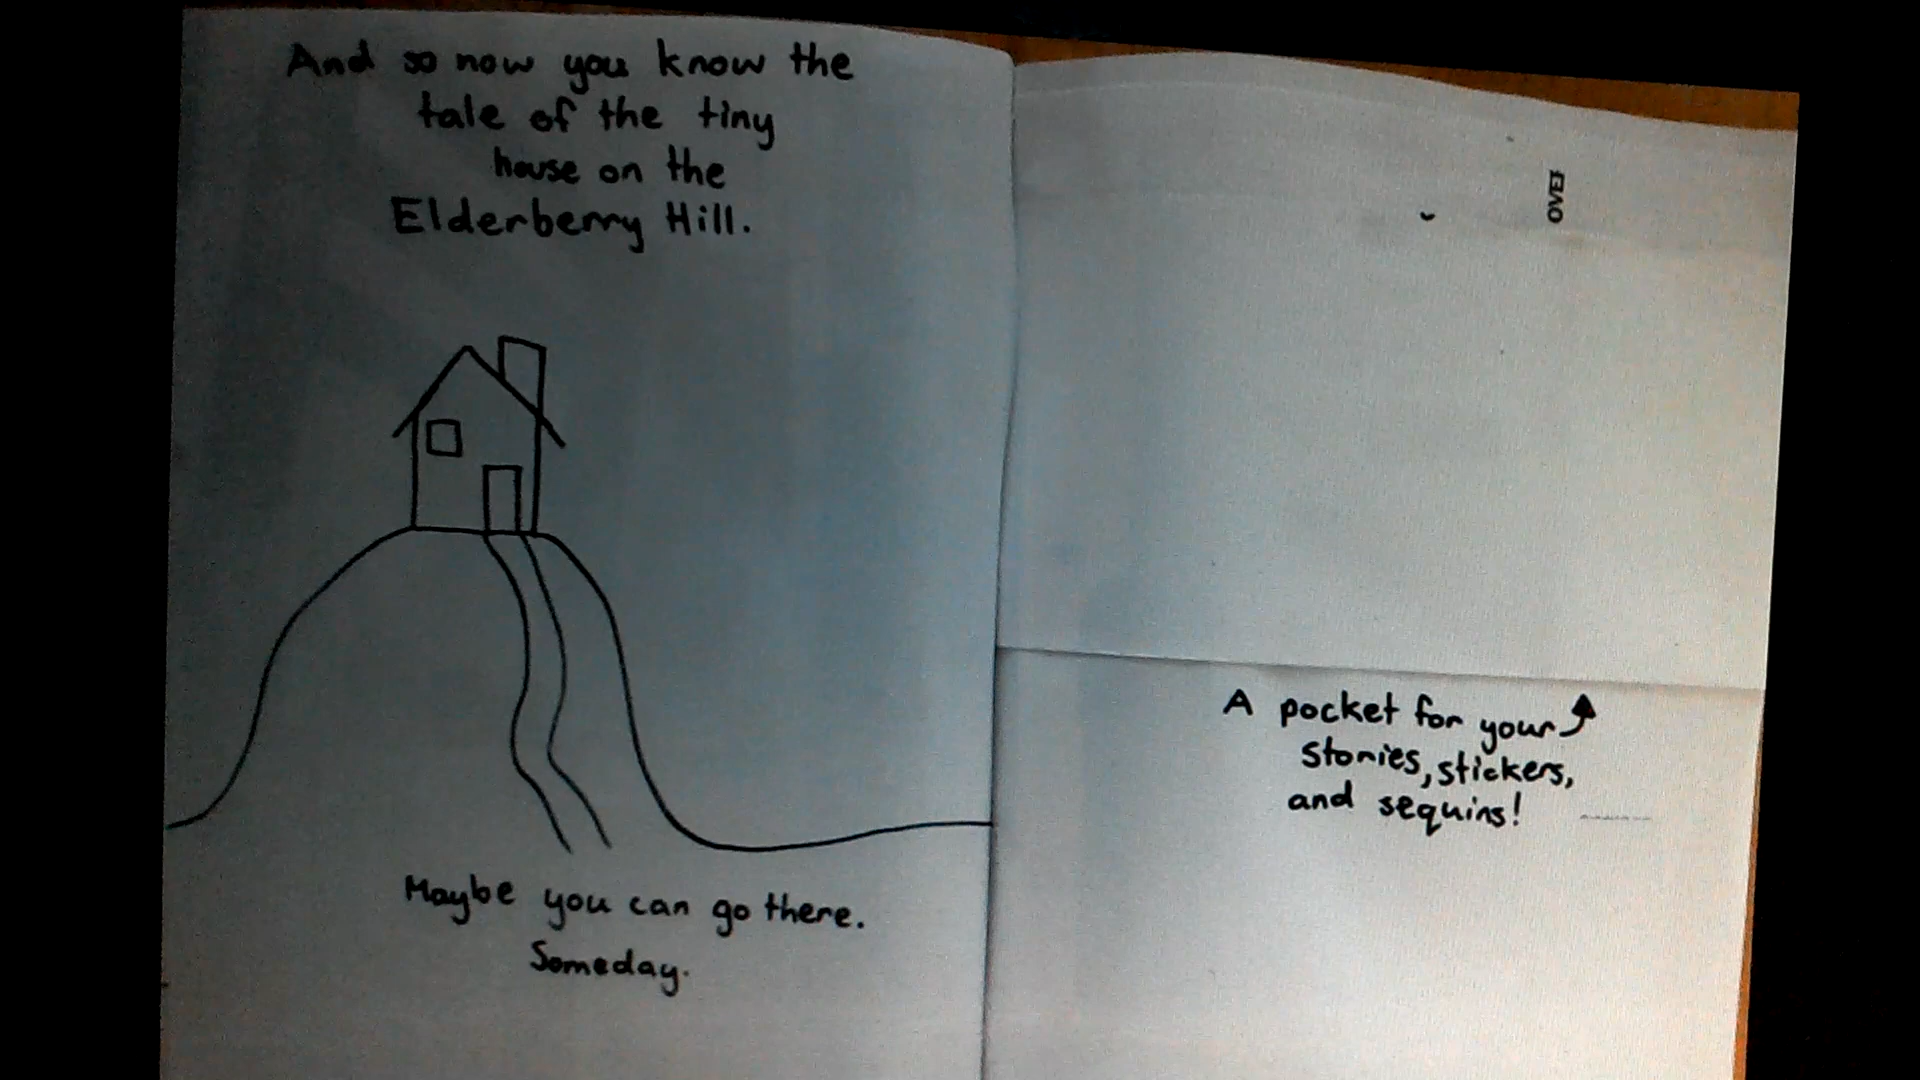 And so now you know the
tale of the tiny
house on the
Elderberry Hill.
Maybe you can go there.
Someday.
A pocket for your
stories, stickers,
and sequins!